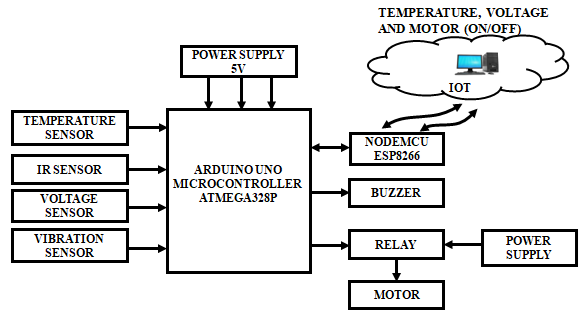 TEMPERATURE, VOLTAGE
AND MOTOR (ON/OFF)
IOT
POWER SUPPLY
5V
TEMPERATURE
SENSOR
IR SENSOR
VOLTAGE
SENSOR
VIBRATION
SENSOR
ARDUINO UNO
MICROCONTROLLER
ATMEGA328P
NODEMCU
ESP8266
BUZZER
RELAY
POWER
SUPPLY
MOTOR